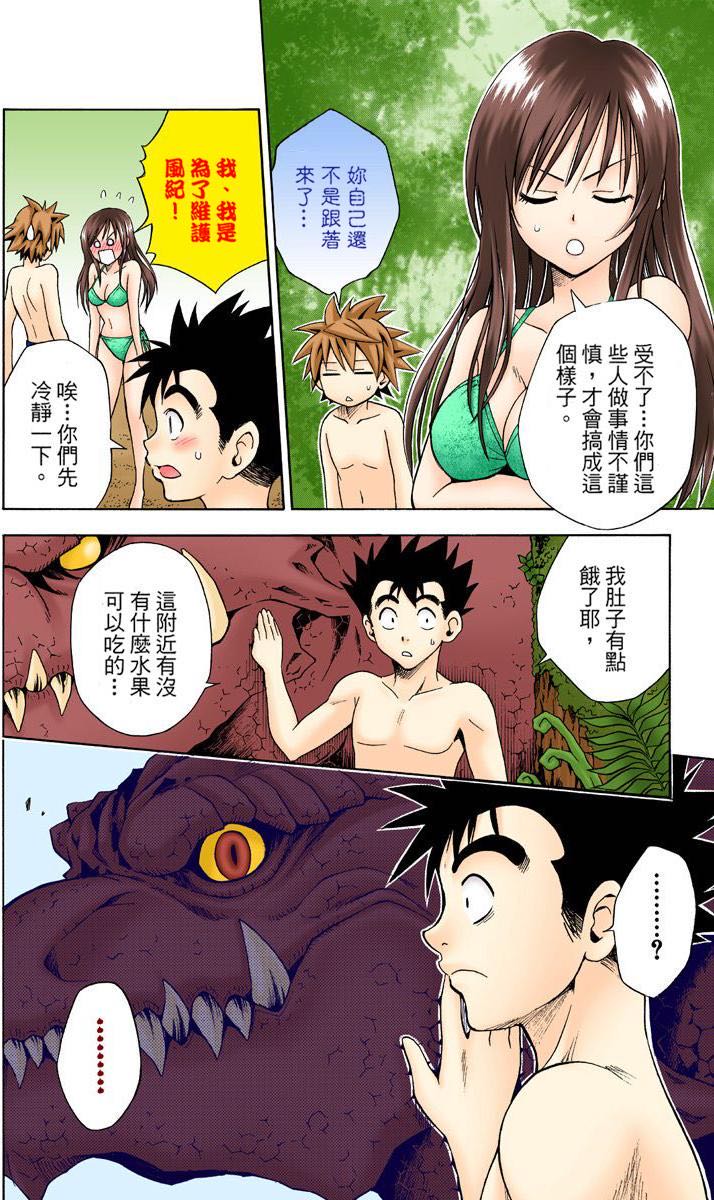 受不了…你們這
些人做事情不謹
慎，才會搞成這
個樣子。
妳自己還
不是跟著
來了…
我、我是
為了維護
風紀！
唉…你們先
冷靜一下。
我肚子有點
餓了耶，
這附近有沒
有什麼水果
可以吃的…
………？
………